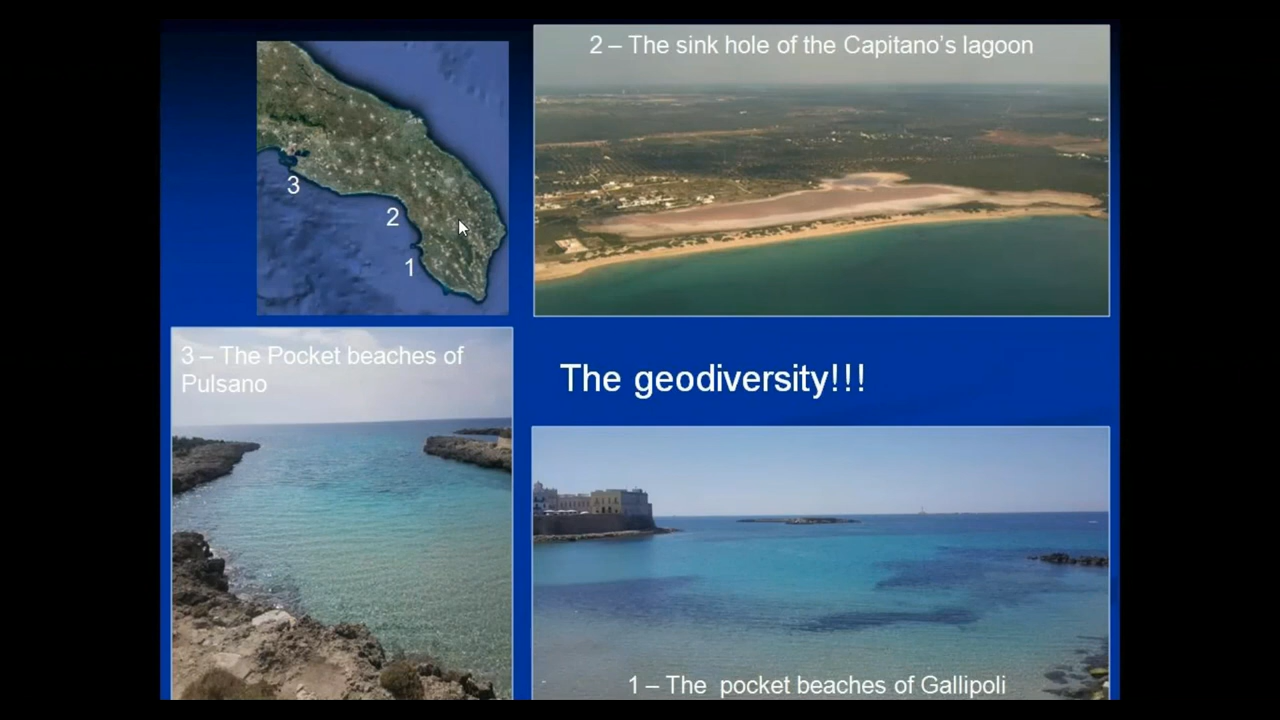 2 – The sink hole of the Capitano's lagoon
3
2
1
3 – The Pocket beaches of
Pulsano
The geodiversity!!!
1 – The pocket beaches of Gallipoli